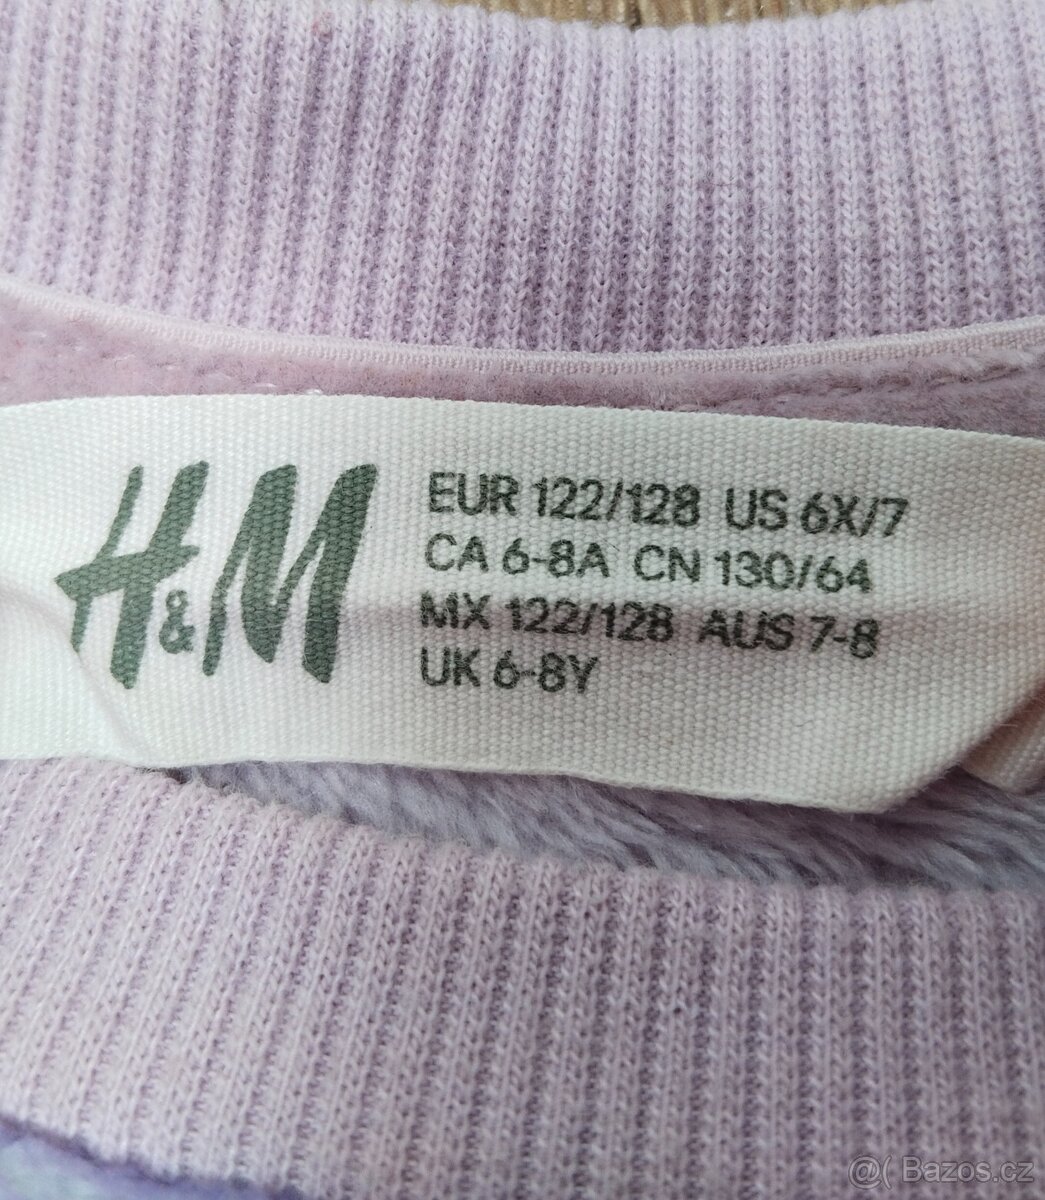 H&M
EUR 122/128 US 6X/7
CA 6-8A CN 130/64
MX 122/128 AUS 7-8
UK 6-8Y
@( Bazos.cz